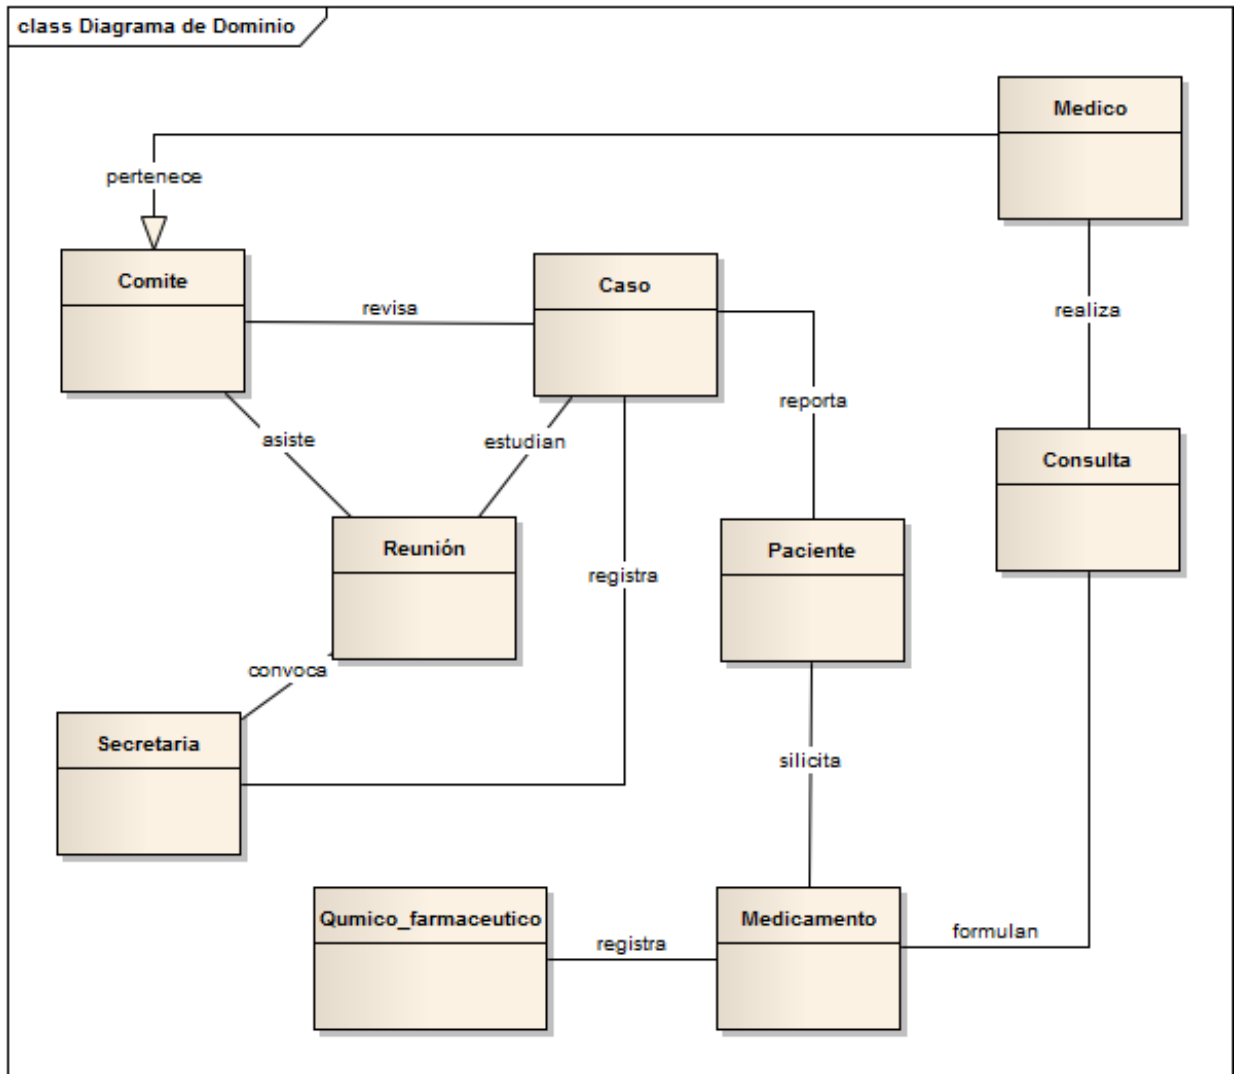 class Diagrama de Dominio
Medico
pertenece
Comite
Caso
revisa
realiza
reporta
asiste
estudian
Consulta
Reunión
Paciente
registra
convoca
Secretaria
silicita
Qumico_farmaceutico
Medicamento
registra
formulan